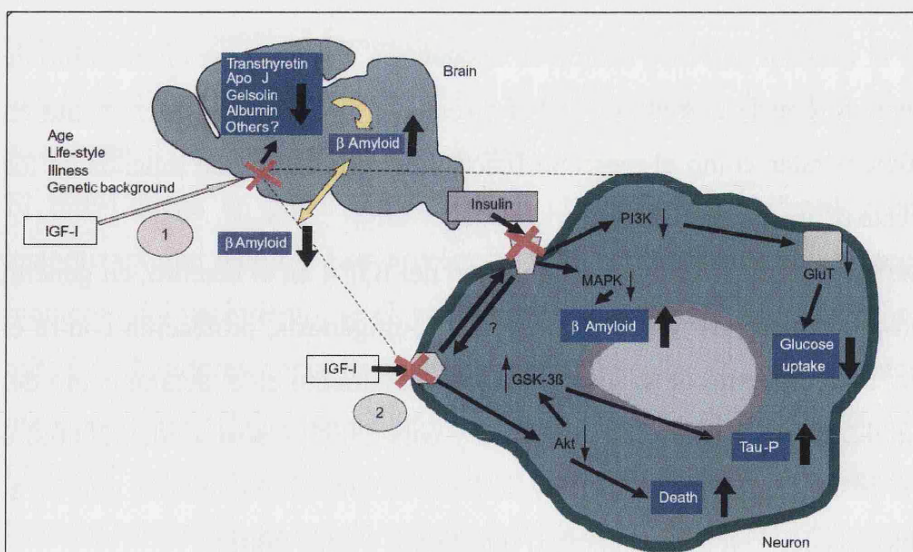 Transthyretin
Apo J
Gelsolin
Albumin
Others?
Brain
β Amyloid
Age
Life-style
Illness
Genetic background
IGF-I
1
β Amyloid
Insulin
PI3K
GluT
MAPK
β Amyloid
?
Glucose
uptake
IGF-I
2
GSK-3ß
Akt
Tau-P
Death
Neuron